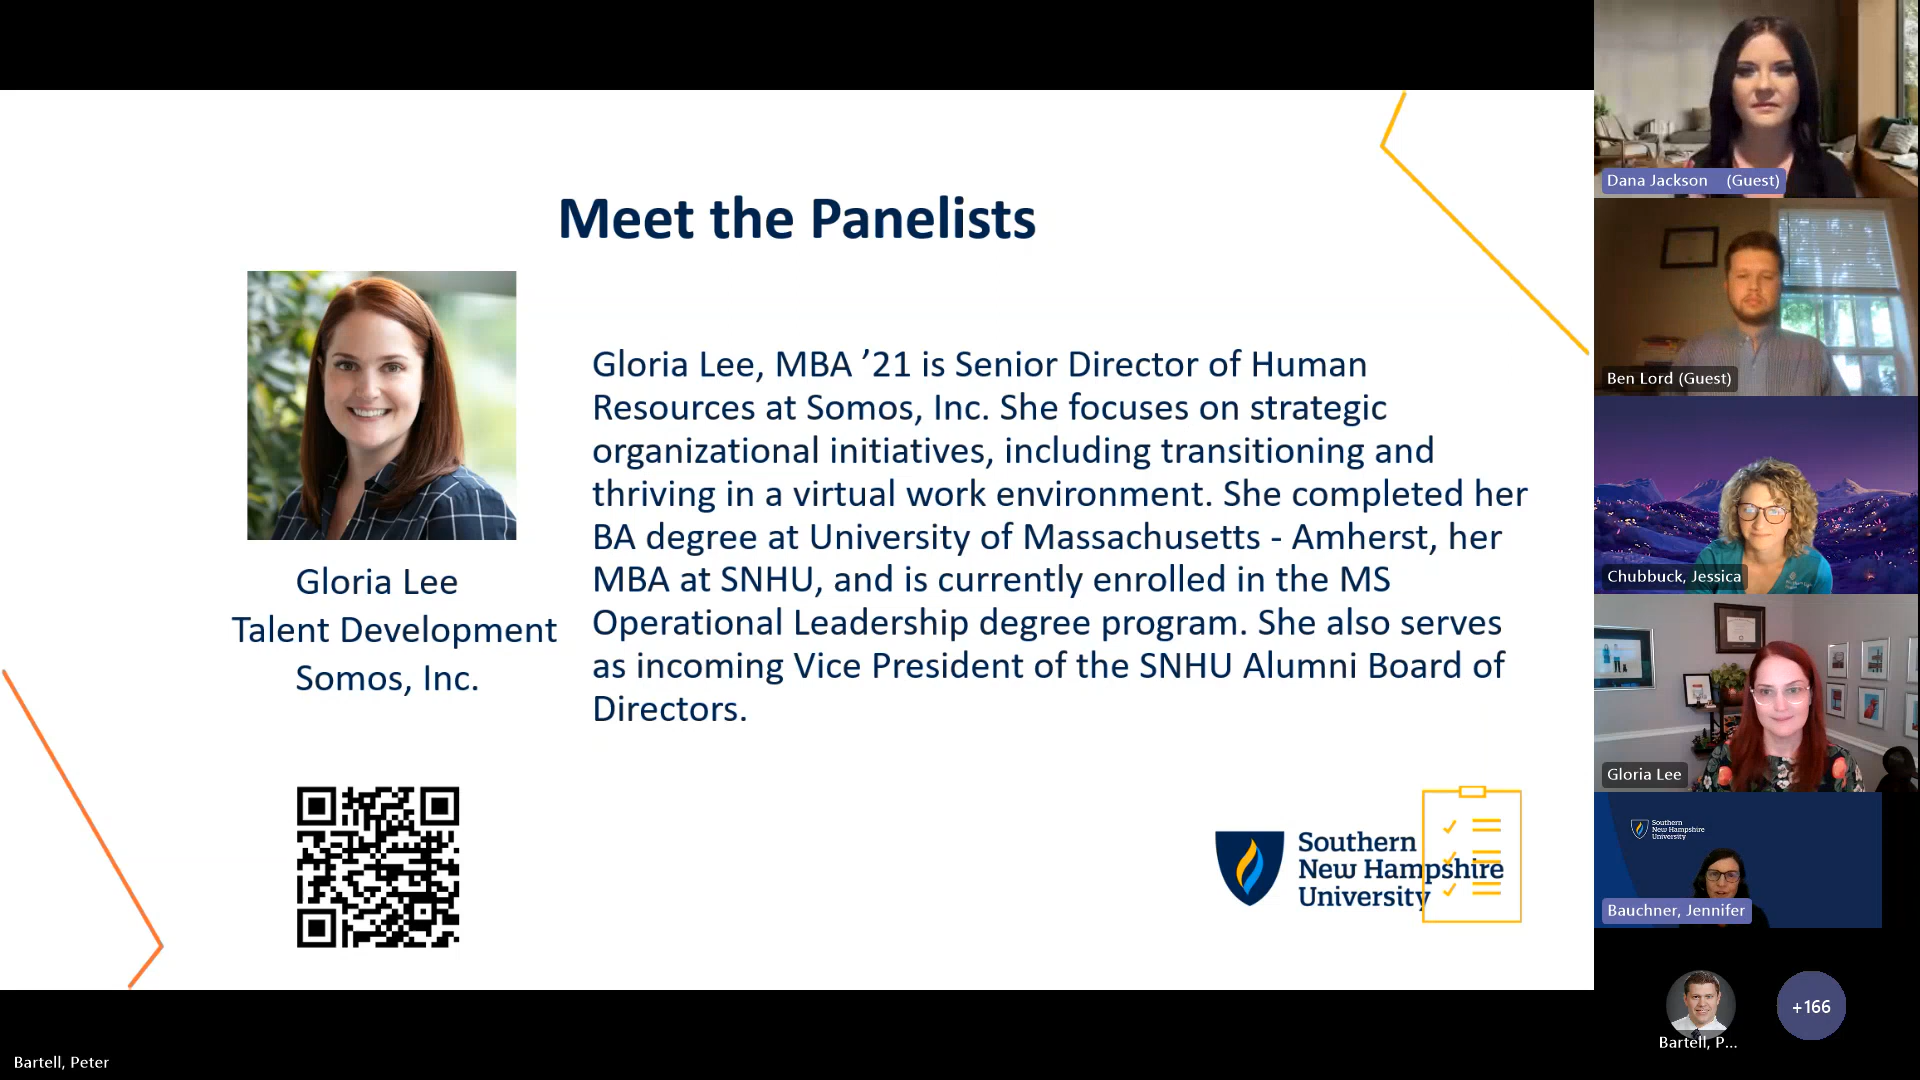 Meet the Panelists
Gloria Lee
Talent Development
Somos, Inc.
Gloria Lee, MBA ’21 is Senior Director of Human
Resources at Somos, Inc. She focuses on strategic
organizational initiatives, including transitioning and
thriving in a virtual work environment. She completed her
BA degree at University of Massachusetts - Amherst, her
MBA at SNHU, and is currently enrolled in the MS
Operational Leadership degree program. She also serves
as incoming Vice President of the SNHU Alumni Board of
Directors.
Southern
New Hampshire
University
Dana Jackson (Guest)
Ben Lord (Guest)
Chubbuck, Jessica
Gloria Lee
Southern
New Hampshire
University
Bauchner, Jennifer
Bartell, P...
+166
Bartell, Peter